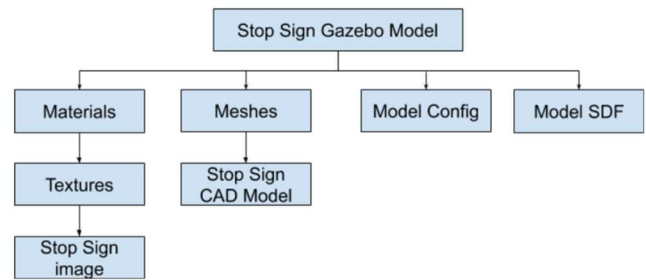 Stop Sign Gazebo Model
Materials
Meshes
Model Config
Model SDF
Textures
Stop Sign
CAD Model
Stop Sign
image